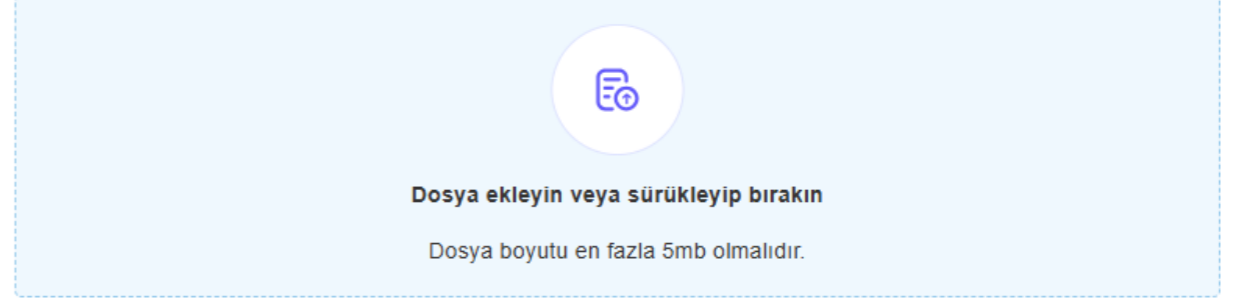 Dosya ekleyin veya sürükleyip bırakın
Dosya boyutu en fazla 5mb olmalıdır.